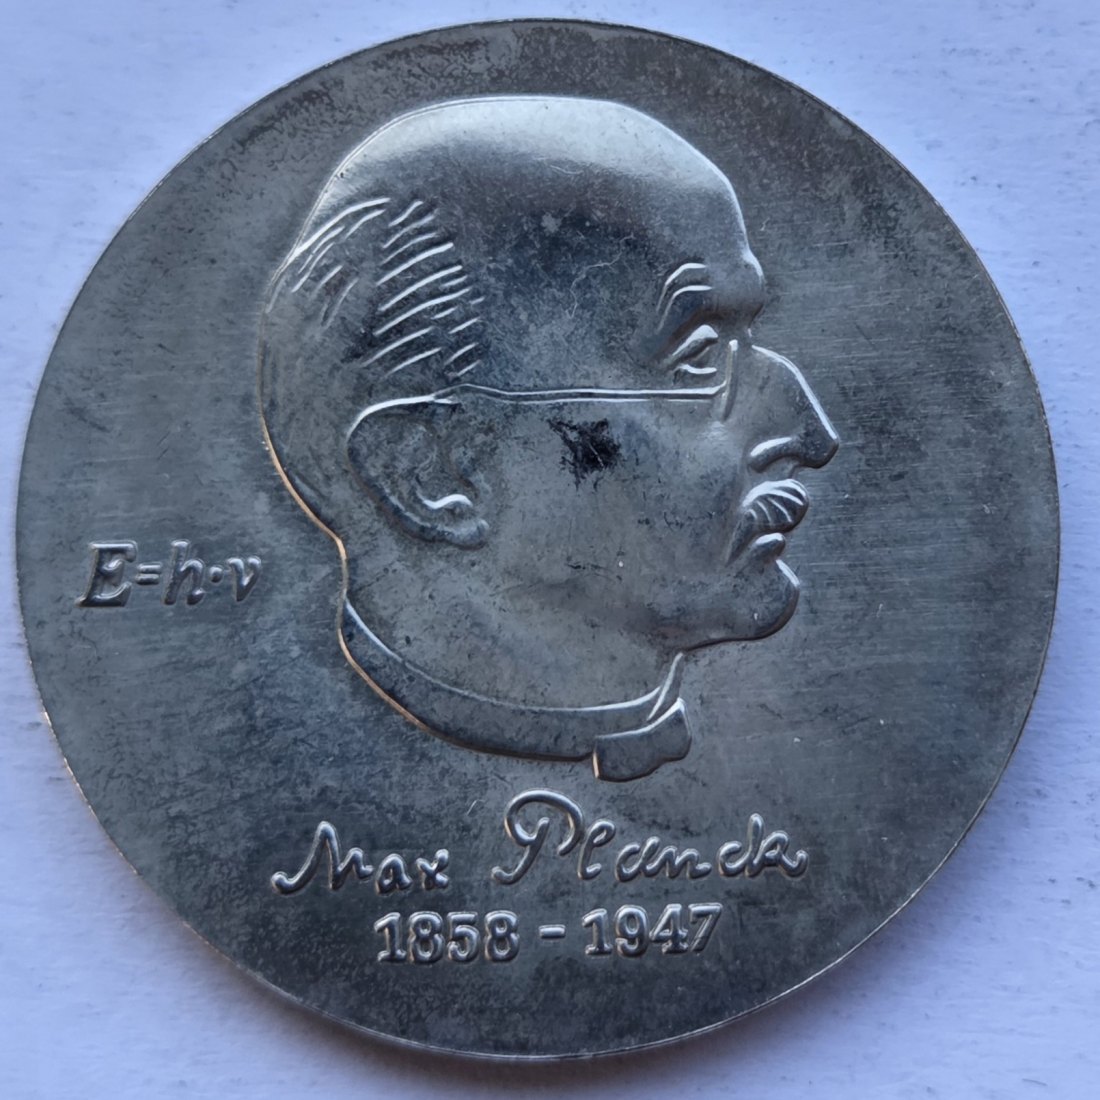 E=h·ν
Max Planck
1858 - 1947